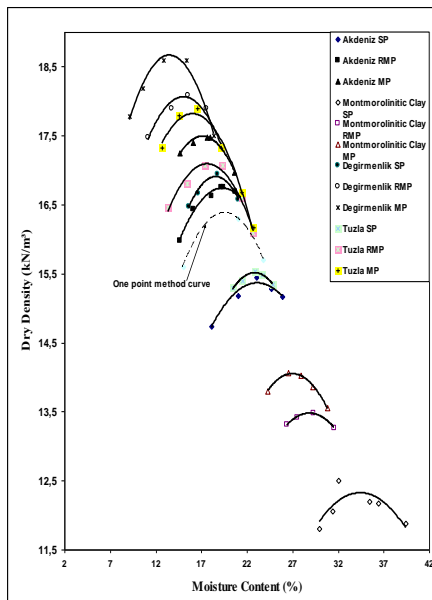 18,5
17,5
16,5
15,5
14,5
13,5
12,5
11,5
Dry Density (kN/m³)
2 7 12 17 22 27 32 37 42
Moisture Content (%)
One point method curve
Akdeniz SP
Akdeniz RMP
Akdeniz MP
Montmorolinitic Clay
SP
Montmorolinitic Clay
RMP
Montmorolinitic Clay
MP
Degirmenlik SP
Degirmenlik RMP
Degirmenlik MP
Tuzla SP
Tuzla RMP
Tuzla MP